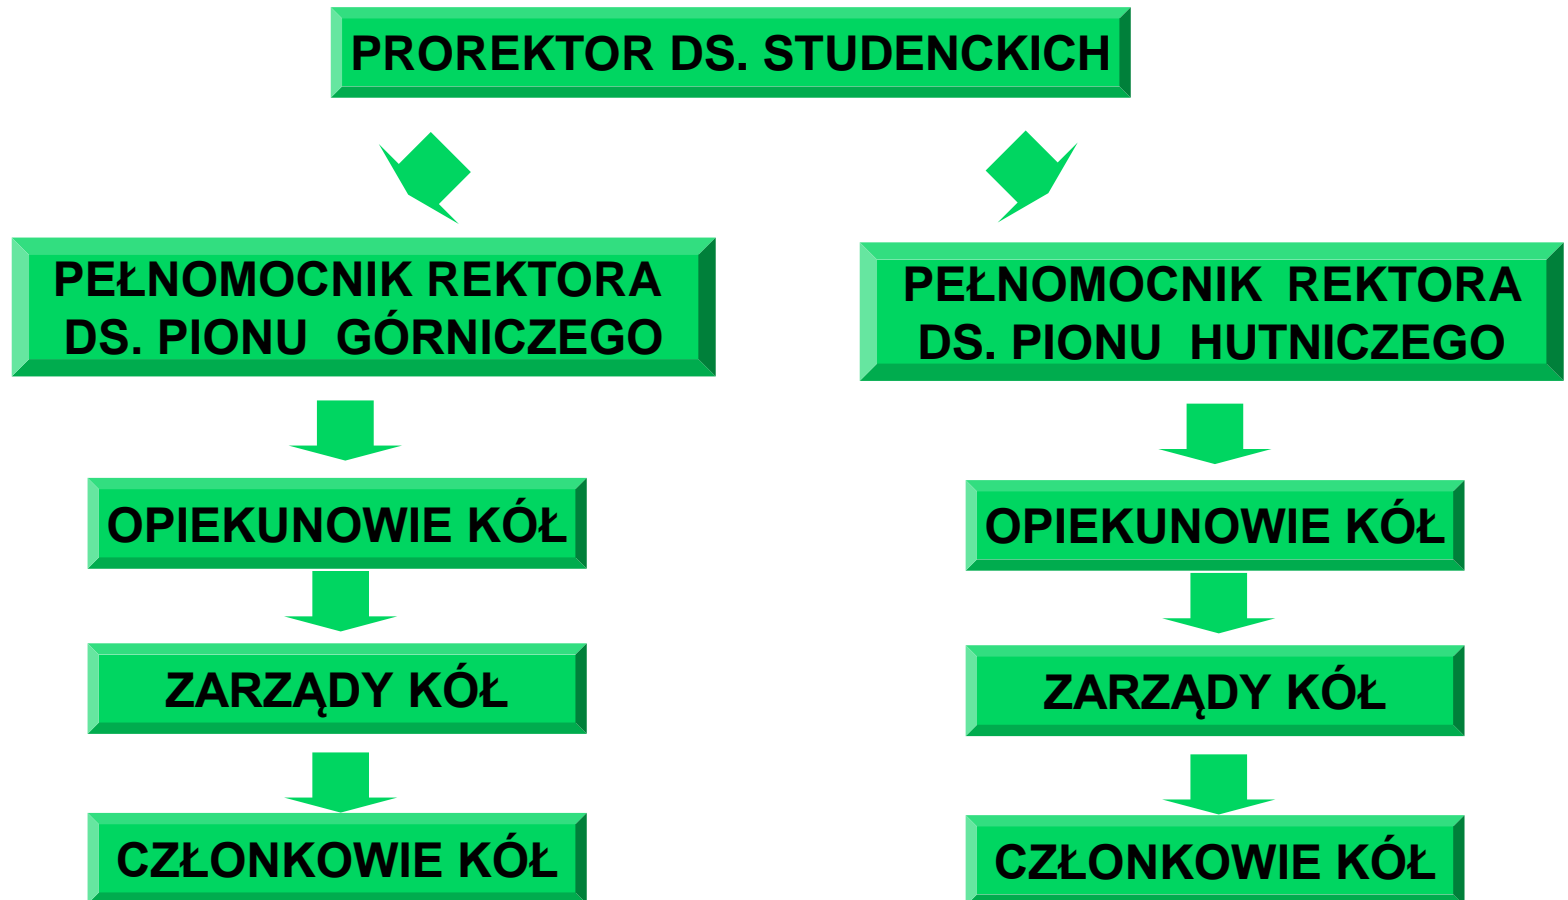 PROREKTOR DS. STUDENCKICH
PEŁNOMOCNIK REKTORA
DS. PIONU GÓRNICZEGO
PEŁNOMOCNIK REKTORA
DS. PIONU HUTNICZEGO
OPIEKUNOWIE KÓŁ
OPIEKUNOWIE KÓŁ
ZARZĄDY KÓŁ
ZARZĄDY KÓŁ
CZŁONKOWIE KÓŁ
CZŁONKOWIE KÓŁ